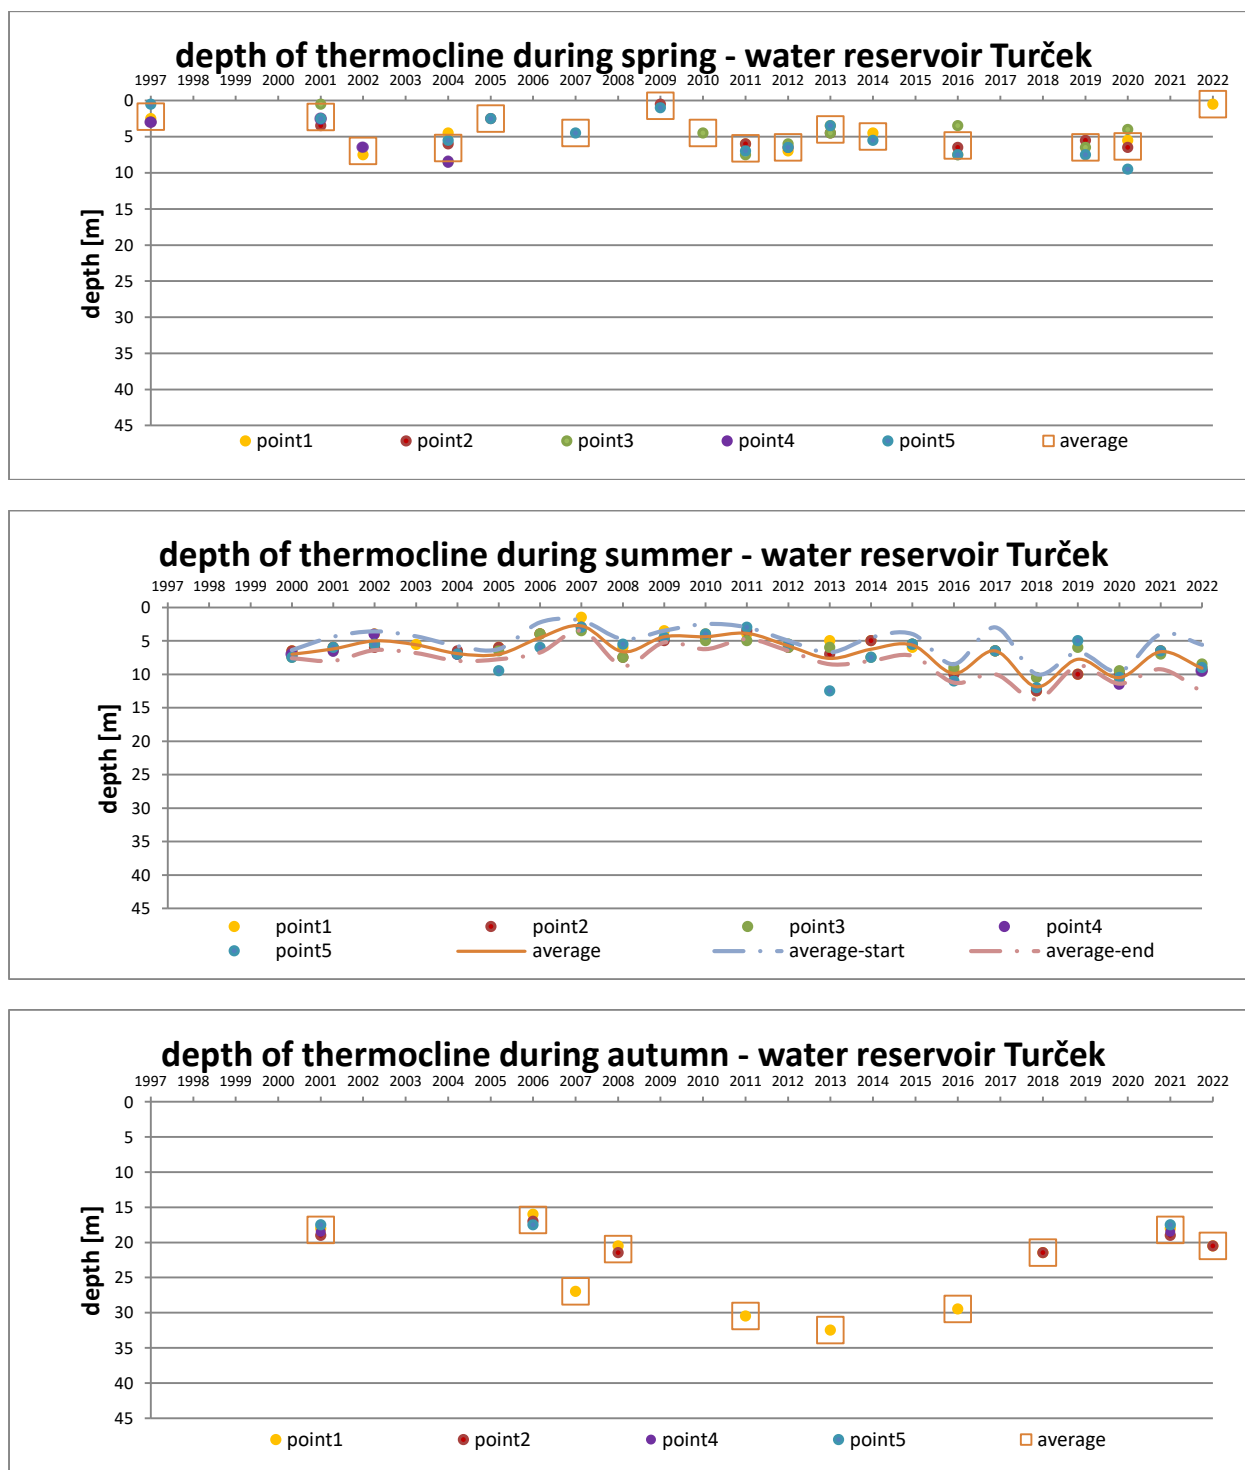 depth of thermocline during spring - water reservoir Turček
1997 1998 1999 2000 2001 2002 2003 2004 2005 2006 2007 2008 2009 2010 2011 2012 2013 2014 2015 2016 2017 2018 2019 2020 2021 2022
0
5
10
15
20
25
30
35
40
45
depth [m]
point1 point2 point3 point4 point5 average
depth of thermocline during summer - water reservoir Turček
1997 1998 1999 2000 2001 2002 2003 2004 2005 2006 2007 2008 2009 2010 2011 2012 2013 2014 2015 2016 2017 2018 2019 2020 2021 2022
0
5
10
15
20
25
30
35
40
45
depth [m]
point1 point2 point3 point4
point5 average average-start average-end
depth of thermocline during autumn - water reservoir Turček
1997 1998 1999 2000 2001 2002 2003 2004 2005 2006 2007 2008 2009 2010 2011 2012 2013 2014 2015 2016 2017 2018 2019 2020 2021 2022
0
5
10
15
20
25
30
35
40
45
depth [m]
point1 point2 point4 point5 average